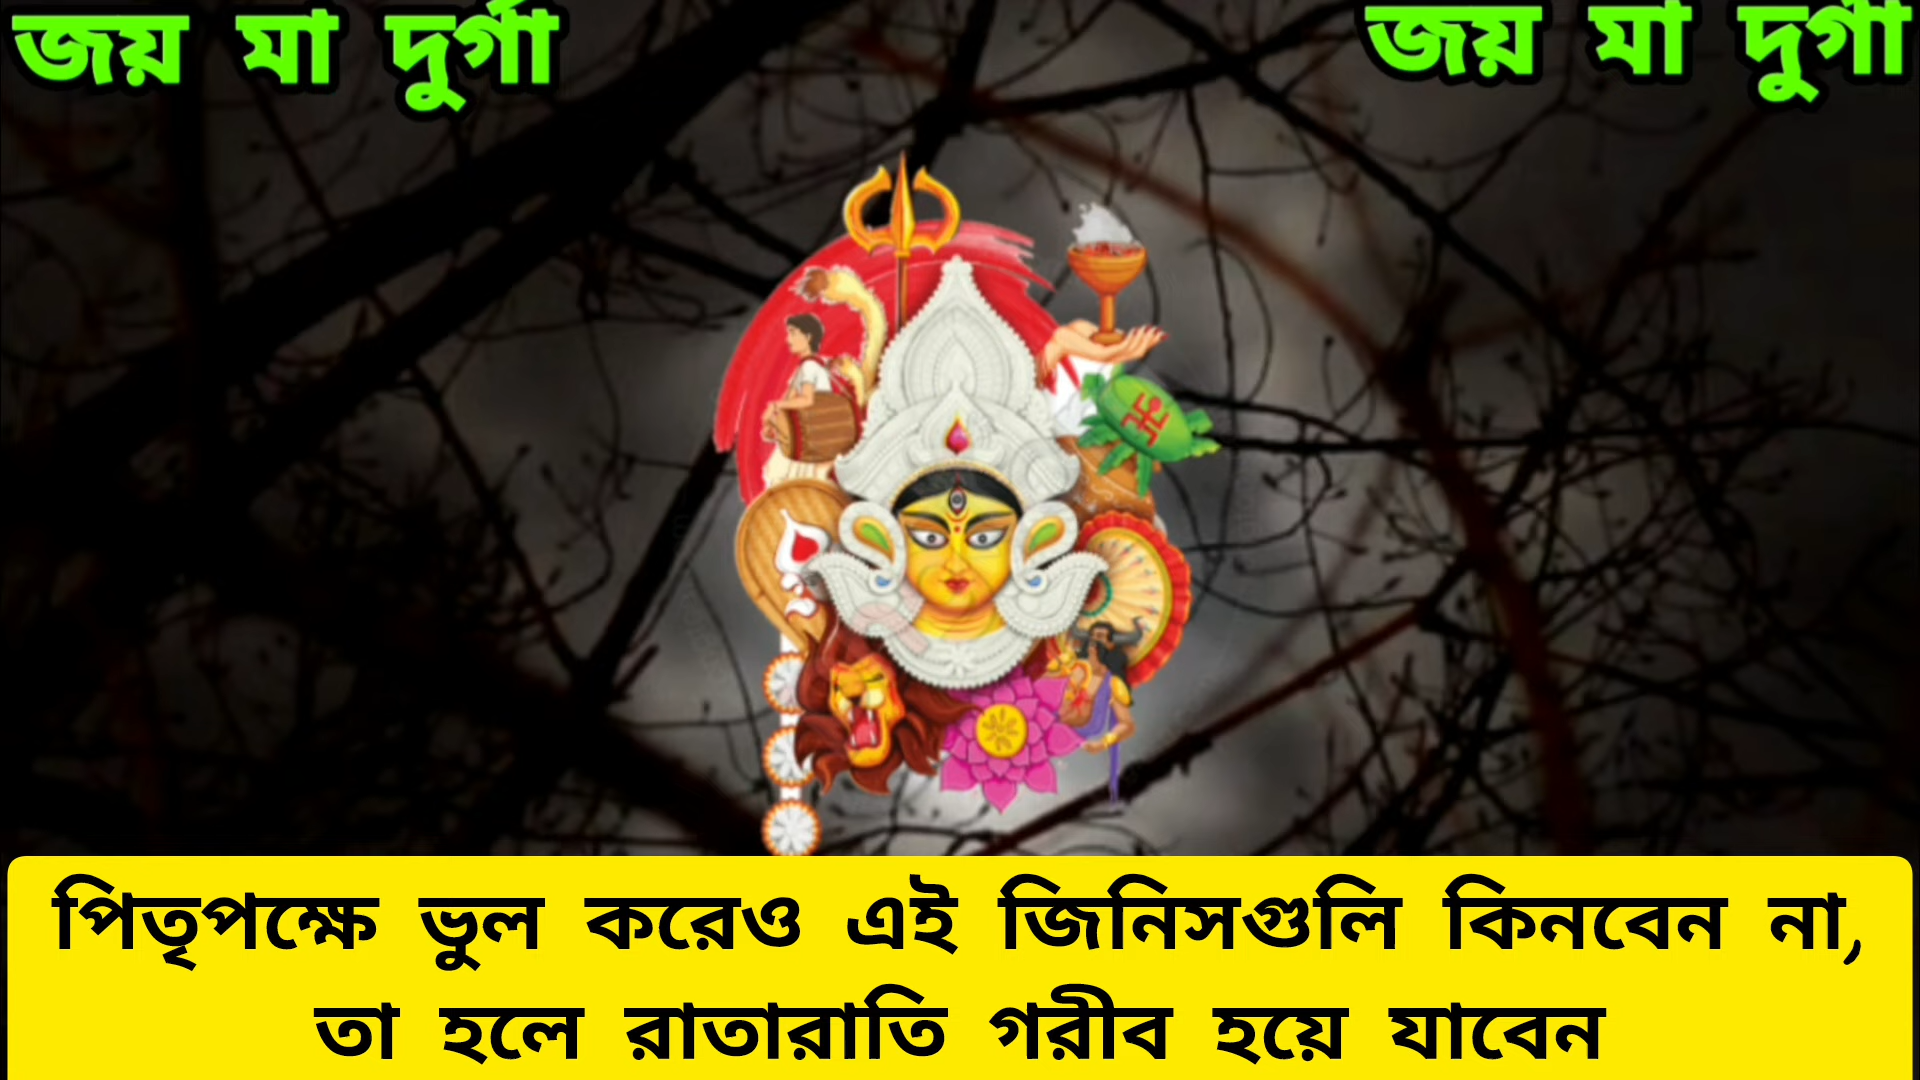 জয় মা দুর্গা
জয় মা দুর্গা
পিতৃপক্ষে ভুল করেও এই জিনিসগুলি কিনবেন না,
তা হলে রাতারাতি গরীব হয়ে যাবেন